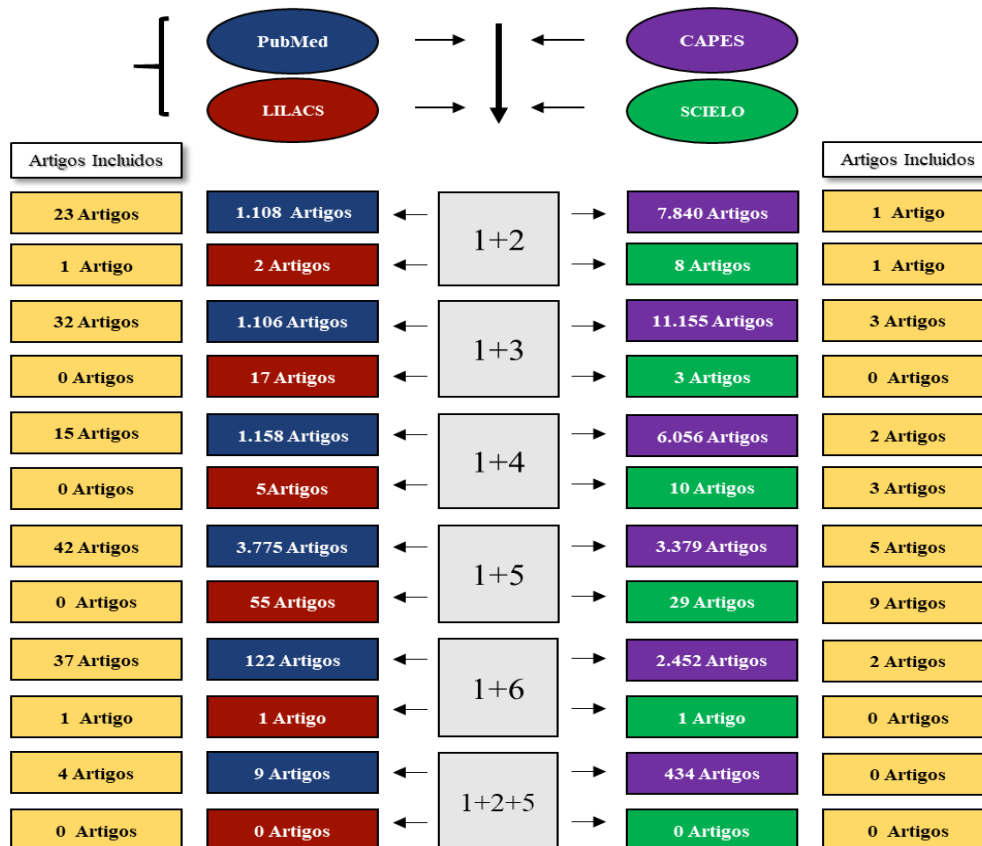 PubMed
CAPES
LILACS
SCIELO
Artigos Incluidos
Artigos Incluidos
23 Artigos
1.108 Artigos
1+2
7.840 Artigos
1 Artigo
1 Artigo
2 Artigos
8 Artigos
1 Artigo
32 Artigos
1.106 Artigos
1+3
11.155 Artigos
3 Artigos
0 Artigos
17 Artigos
3 Artigos
0 Artigos
15 Artigos
1.158 Artigos
1+4
6.056 Artigos
2 Artigos
0 Artigos
5Artigos
10 Artigos
3 Artigos
42 Artigos
3.775 Artigos
1+5
3.379 Artigos
5 Artigos
0 Artigos
55 Artigos
29 Artigos
9 Artigos
37 Artigos
122 Artigos
1+6
2.452 Artigos
2 Artigos
1 Artigo
1 Artigo
1 Artigo
0 Artigos
4 Artigos
9 Artigos
1+2+5
434 Artigos
0 Artigos
0 Artigos
0 Artigos
0 Artigos
0 Artigos